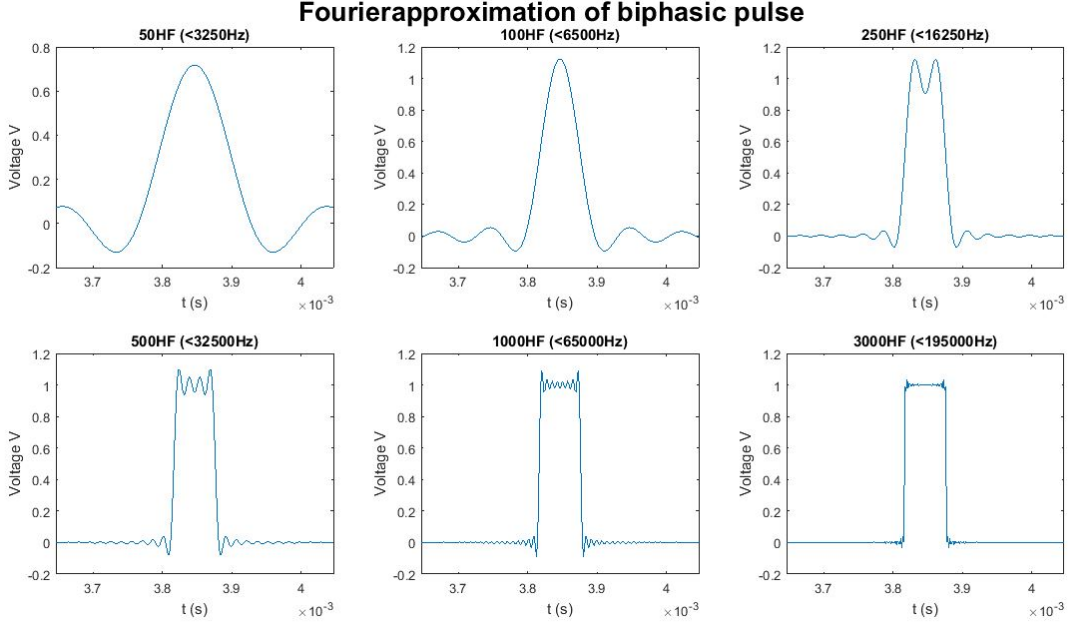 Fourierapproximation of biphasic pulse
50HF (<3250Hz)
0.8
0.6
0.4
0.2
0
-0.2
Voltage V
3.7 3.8 3.9 4
t (s)
×10-3
100HF (<6500Hz)
1.2
1
0.8
0.6
0.4
0.2
0
-0.2
Voltage V
3.7 3.8 3.9 4
t (s)
×10-3
250HF (<16250Hz)
1.2
1
0.8
0.6
0.4
0.2
0
-0.2
Voltage V
3.7 3.8 3.9 4
t (s)
×10-3
500HF (<32500Hz)
1.2
1
0.8
0.6
0.4
0.2
0
-0.2
Voltage V
3.7 3.8 3.9 4
t (s)
×10-3
1000HF (<65000Hz)
1.2
1
0.8
0.6
0.4
0.2
0
-0.2
Voltage V
3.7 3.8 3.9 4
t (s)
×10-3
3000HF (<195000Hz)
1.2
1
0.8
0.6
0.4
0.2
0
-0.2
Voltage V
3.7 3.8 3.9 4
t (s)
×10-3